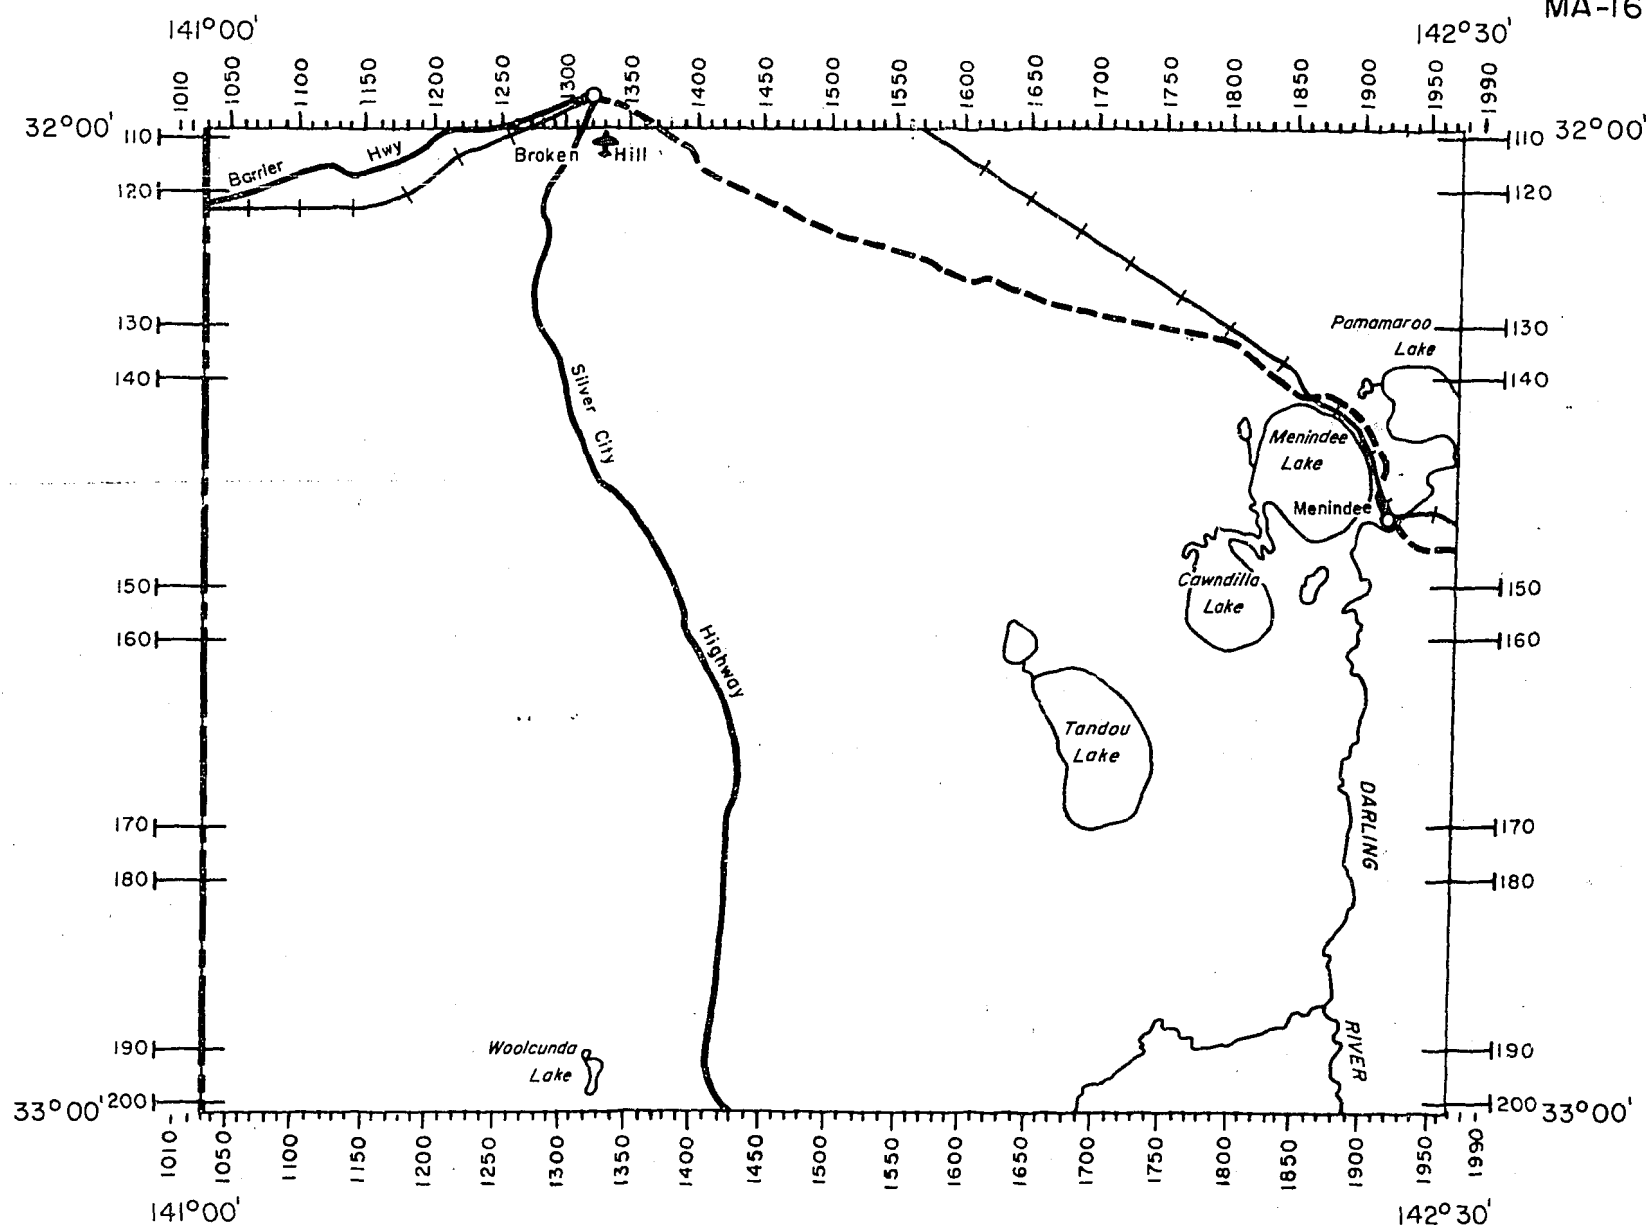 MA-16
141°00'
142°30'
1010 1050 1100 1150 1200 1250 1300 1350 1400 1450 1500 1550 1600 1650 1700 1750 1800 1850 1900 1950 1990
32°00'
110
110
32°00'
Barrier Hwy
Broken Hill
120
120
130
Pamamaroo
Lake
130
140
140
Silver City Highway
Menindee
Lake
Menindee
150
Cawndilla
Lake
150
160
160
Tandou
Lake
DARLING RIVER
170
170
180
180
190
Woolcunda
Lake
190
33°00'
200
200
33°00'
1010 1050 1100 1150 1200 1250 1300 1350 1400 1450 1500 1550 1600 1650 1700 1750 1800 1850 1900 1950 1990
141°00'
142°30'